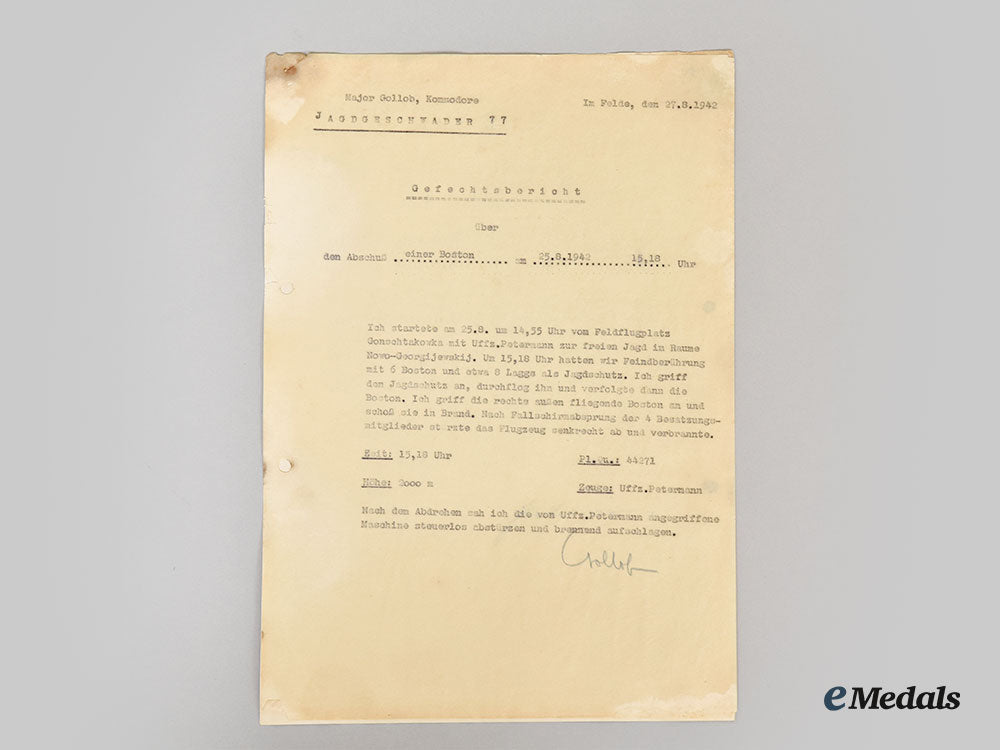 Major Gollob, Kommodore
Im Felde, den 27.8.1942
JAGDGESCHWADER 77
Gefechtsbericht
über
den Abschuß einer Boston am 25.8.1942 15,18 Uhr
Ich startete am 25.8. um 14,55 Uhr vom Feldflugplatz
Gonschtakowka mit Uffz.Petermann zur freien Jagd im Raume
Nowo-Georgijewskij. Um 15,18 Uhr hatten wir Feindberührung
mit 6 Boston und etwa 8 Lagge als Jagdschutz. Ich griff
den Jagdschutz an, durchflog ihn und verfolgte dann die
Boston. Ich griff die rechte außen fliegende Boston an und
schoß sie in Brand. Nach Fallschirmabsprung der 4 Besatzungs-
mitglieder st rzte das Flugzeug senkrecht ab und verbrannte.
Zeit: 15,18 Uhr
Pl.Qu.: 44271
Höhe: 2000 m
Zeuge: Uffz.Petermann
Nach dem Abdrehen sah ich die von Uffz.Petermann angegriffene
Maschine steuerlos abstürzen und brennend aufschlagen.
Gollob
eMedals